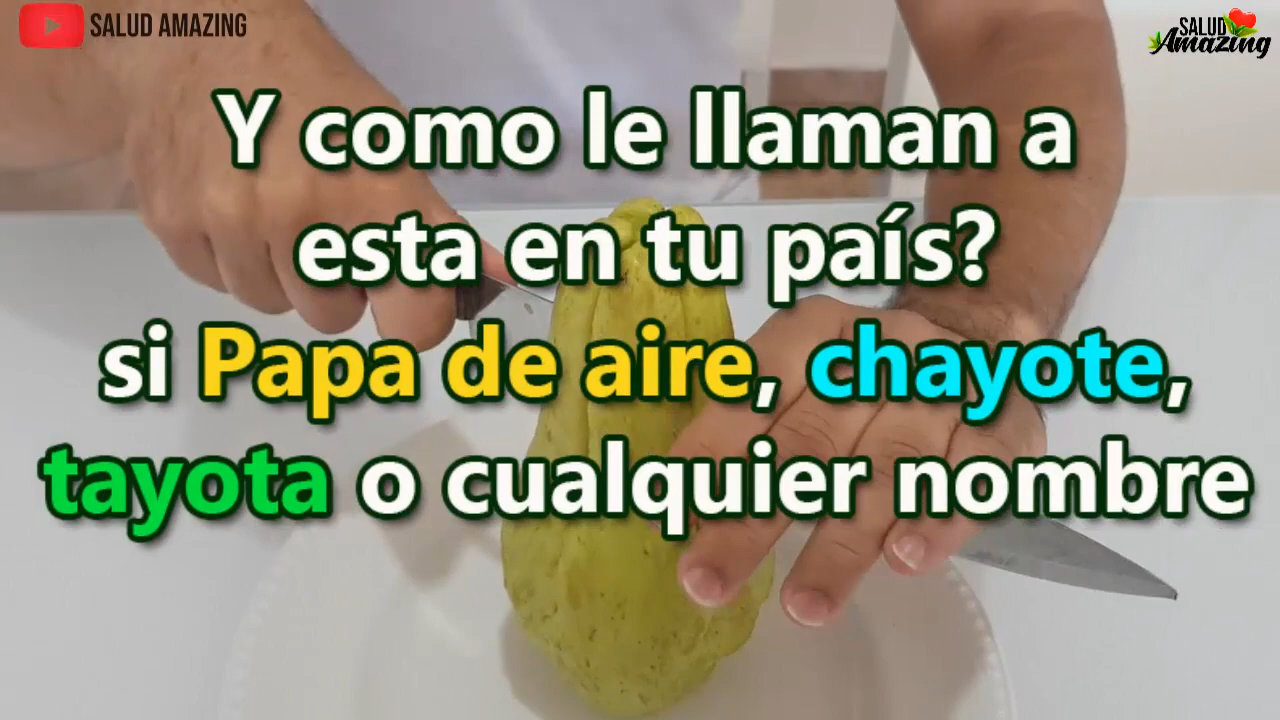 SALUD AMAZING
SALUD
Amazing
Y como le llaman a
esta en tu país?
si Papa de aire, chayote,
tayota o cualquier nombre